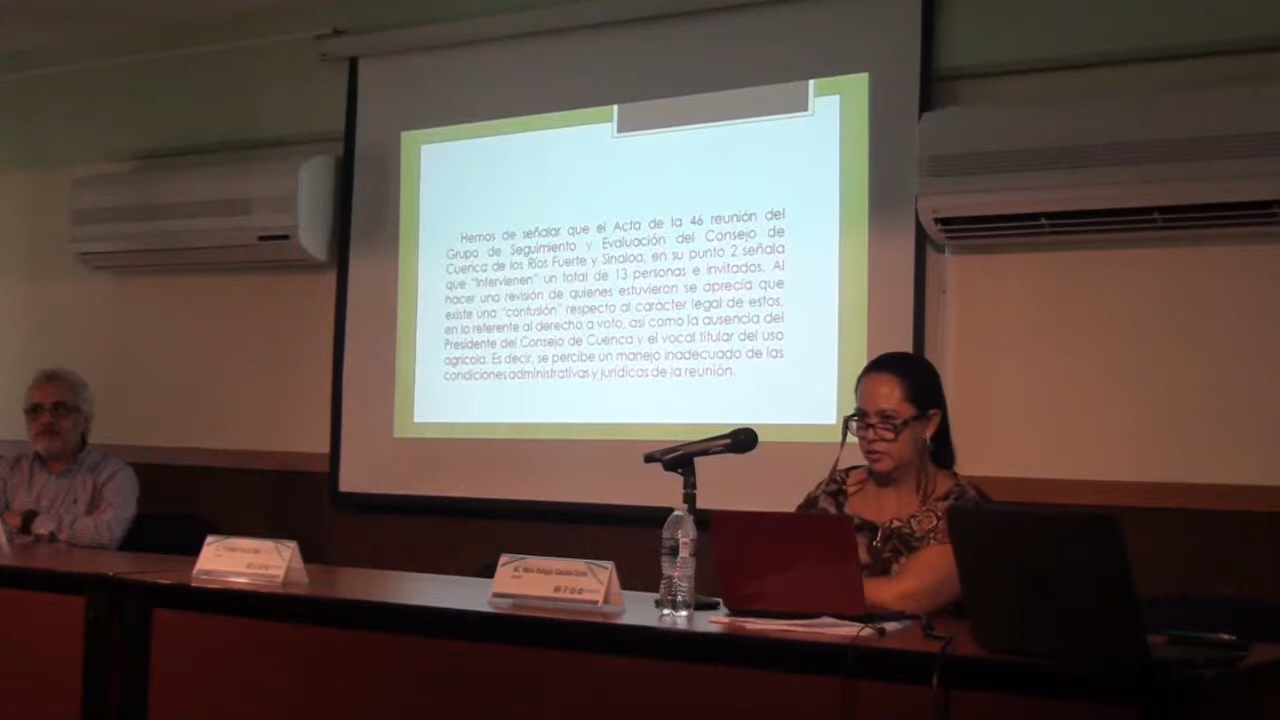 Hemos de señalar que el Acta de la 46 reunión del
Grupo de Seguimiento y Evaluación del Consejo de
Cuenca de los Ríos Fuerte y Sinaloa, en su punto 2 señala
que "Intervienen" un total de 13 personas e invitados. Al
hacer una revisión de quienes estuvieron se aprecia que
existe una "confusión" respecto al carácter legal de estos,
en lo referente al derecho a voto, así como la ausencia del
Presidente del Consejo de Cuenca y el vocal titular del uso
agrícola. Es decir, se percibe un manejo inadecuado de las
condiciones administrativas y jurídicas de la reunión.